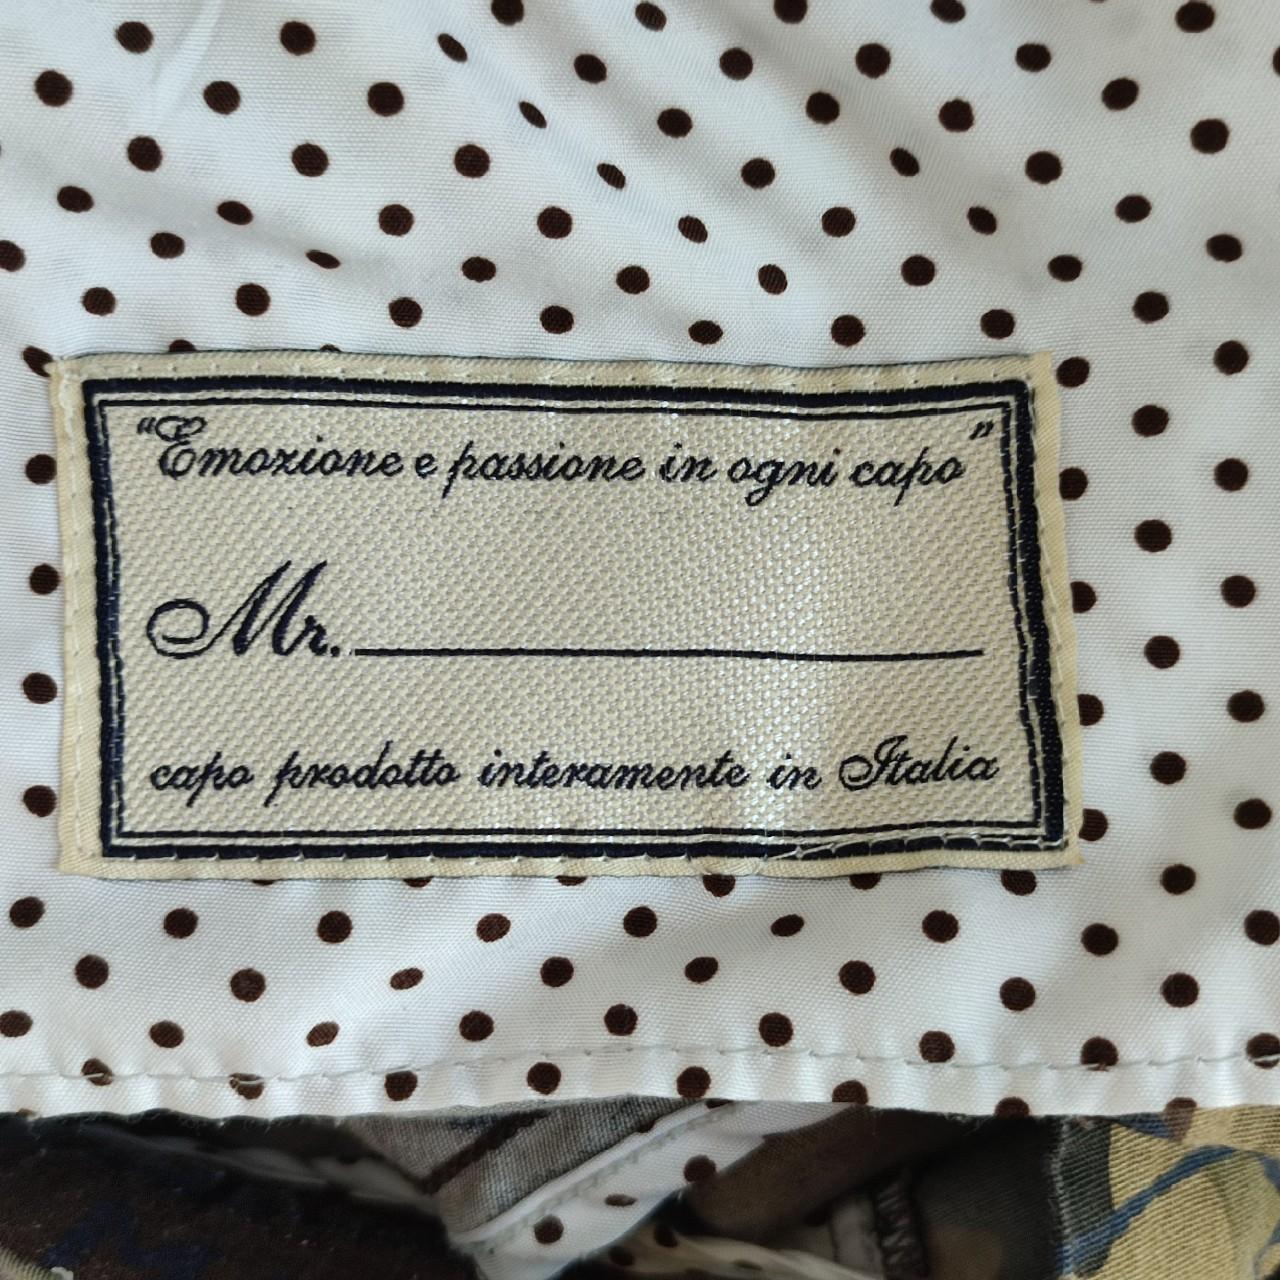 "Emozione e passione in ogni capo"
Mr.
capo prodotto interamente in Italia